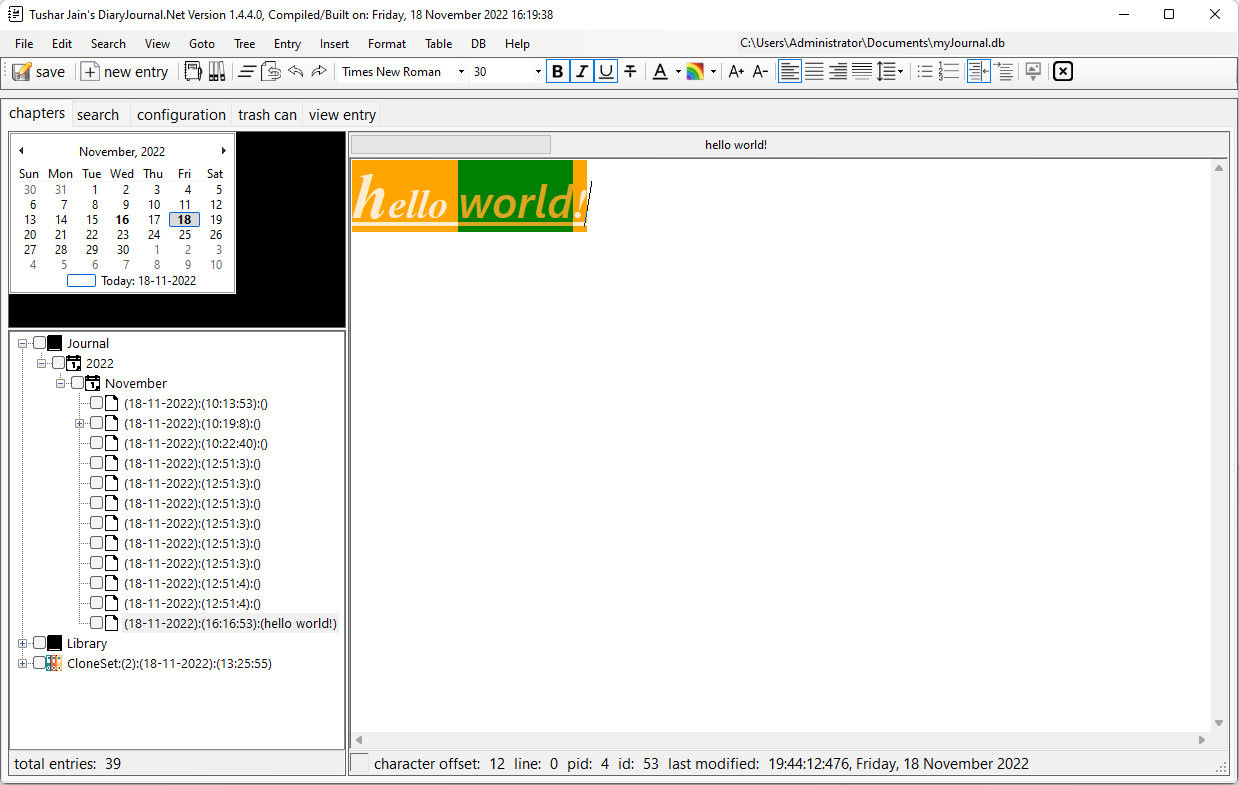 Tushar Jain's DiaryJournal.Net Version 1.4.4.0, Compiled/Built on: Friday, 18 November 2022 16:19:38
File Edit Search View Goto Tree Entry Insert Format Table DB Help C:\Users\Administrator\Documents\myJournal.db
save new entry Times New Roman 30 B I U T A A+ A-
chapters search configuration trash can view entry
November, 2022
Sun Mon Tue Wed Thu Fri Sat
30 31 1 2 3 4 5
6 7 8 9 10 11 12
13 14 15 16 17 18 19
20 21 22 23 24 25 26
27 28 29 30 1 2 3
4 5 6 7 8 9 10
Today: 18-11-2022
Journal
2022
November
(18-11-2022):(10:13:53):()
(18-11-2022):(10:19:8):()
(18-11-2022):(10:22:40):()
(18-11-2022):(12:51:3):()
(18-11-2022):(12:51:3):()
(18-11-2022):(12:51:3):()
(18-11-2022):(12:51:3):()
(18-11-2022):(12:51:3):()
(18-11-2022):(12:51:3):()
(18-11-2022):(12:51:4):()
(18-11-2022):(12:51:4):()
(18-11-2022):(16:16:53):(hello world!)
Library
CloneSet:(2):(18-11-2022):(13:25:55)
total entries: 39
hello world!
hello world!
character offset: 12 line: 0 pid: 4 id: 53 last modified: 19:44:12:476, Friday, 18 November 2022